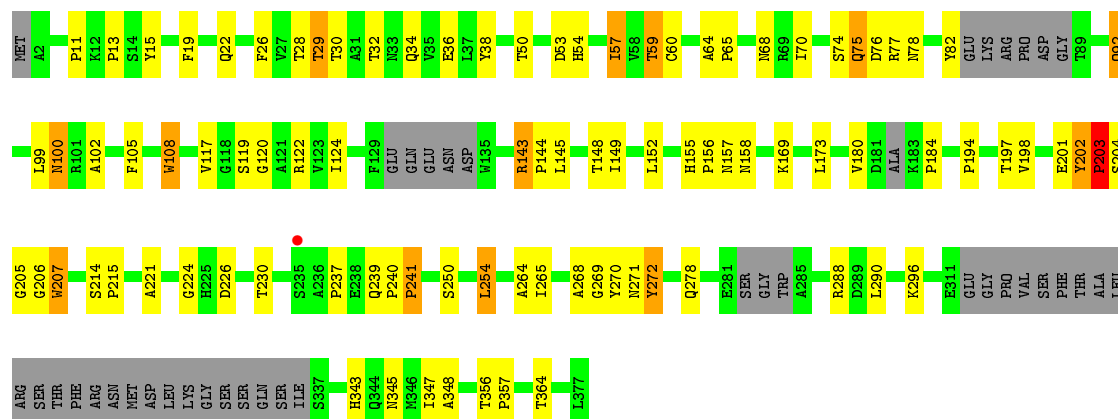 MET A2 P11 K12 P13 S14 Y15 F19 Q22 F26 V27 T28 T29 T30 A31 T32 N33 Q34 V35 E36 L37 Y38 T50 D53 H54 I57 V58 T59 C60 A64 P65 N68 R69 I70 S74 Q75 D76 R77 N78 Y82 GLU LYS ARG PRO ASP GLY T89
L99 N100 R101 A102 F105 W108 V117 G118 S119 G120 A121 R122 V123 I124 F129 GLU GLN GLU ASN ASP W135 R143 P144 L145 T148 I149 L152 H155 P156 N157 N158 K169 L173 V180 D181 ALA K183 P184 P194 T197 V198 E201 Y202 P203 S204
G205 G206 W207 S214 P215 A221 G224 H225 D226 T230 S235 A236 P237 E238 Q239 P240 P241 S250 L254 A264 I265 A268 G269 Y270 N271 Y272 Q278 E281 SER GLY TRP A285 R288 D289 L290 K296 E311 GLU GLY PRO VAL SER PHE THR ALA LEU
ARG SER THR PHE ARG ASN MET ASP LEU LYS GLY SER SER GLN SER ILE S337 H343 Q344 N345 M346 I347 A348 T356 P357 T364 L377